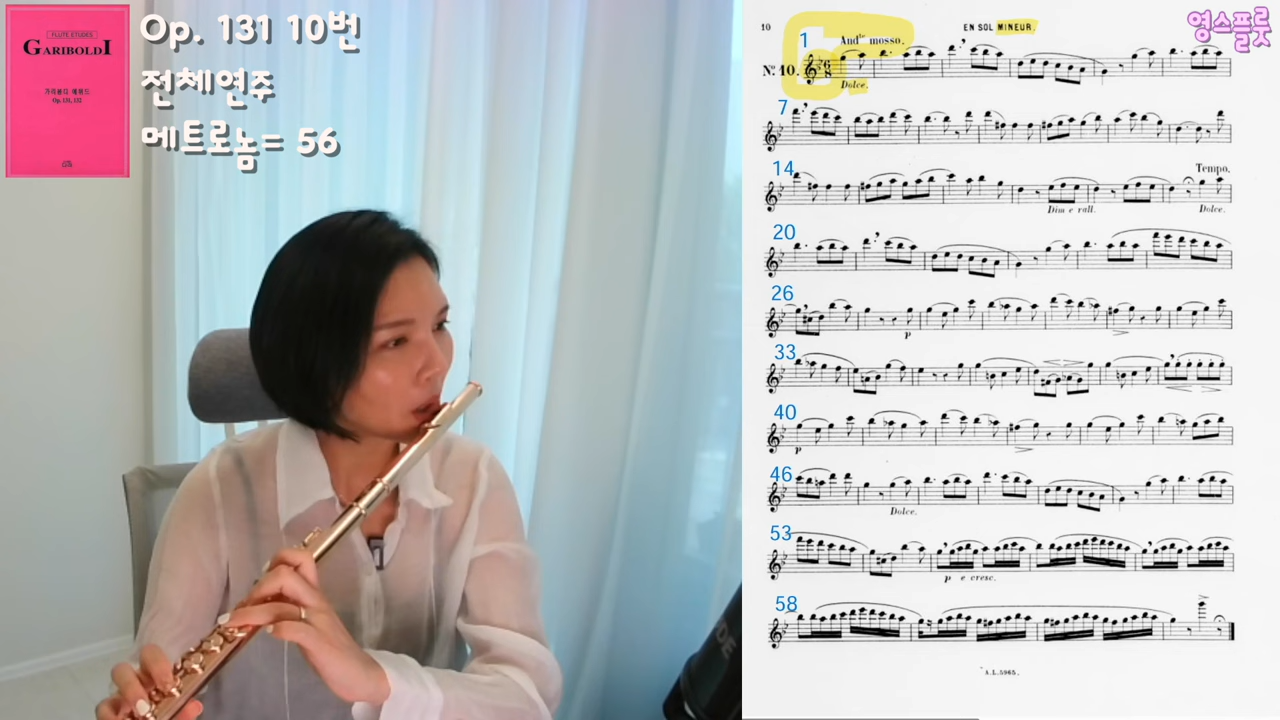 FLUTE ETUDES
GARIBOLDI
가리볼디 에튀드
Op. 131, 132
Op. 131 10번
전체연주
메트로놈= 56
영스플룻
10
EN SOL MINEUR.
1
And.te mosso.
No. 10.
Dolce.
7
14
Tempo.
Dim e rall.
Dolce.
20
26
p
33
40
p
46
Dolce.
53
p e cresc.
58
A.L.5965.